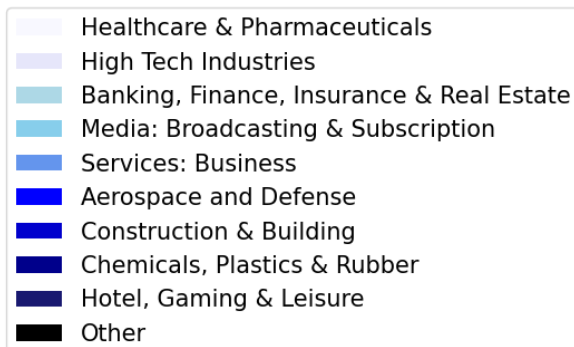 Healthcare & Pharmaceuticals
High Tech Industries
Banking, Finance, Insurance & Real Estate
Media: Broadcasting & Subscription
Services: Business
Aerospace and Defense
Construction & Building
Chemicals, Plastics & Rubber
Hotel, Gaming & Leisure
Other